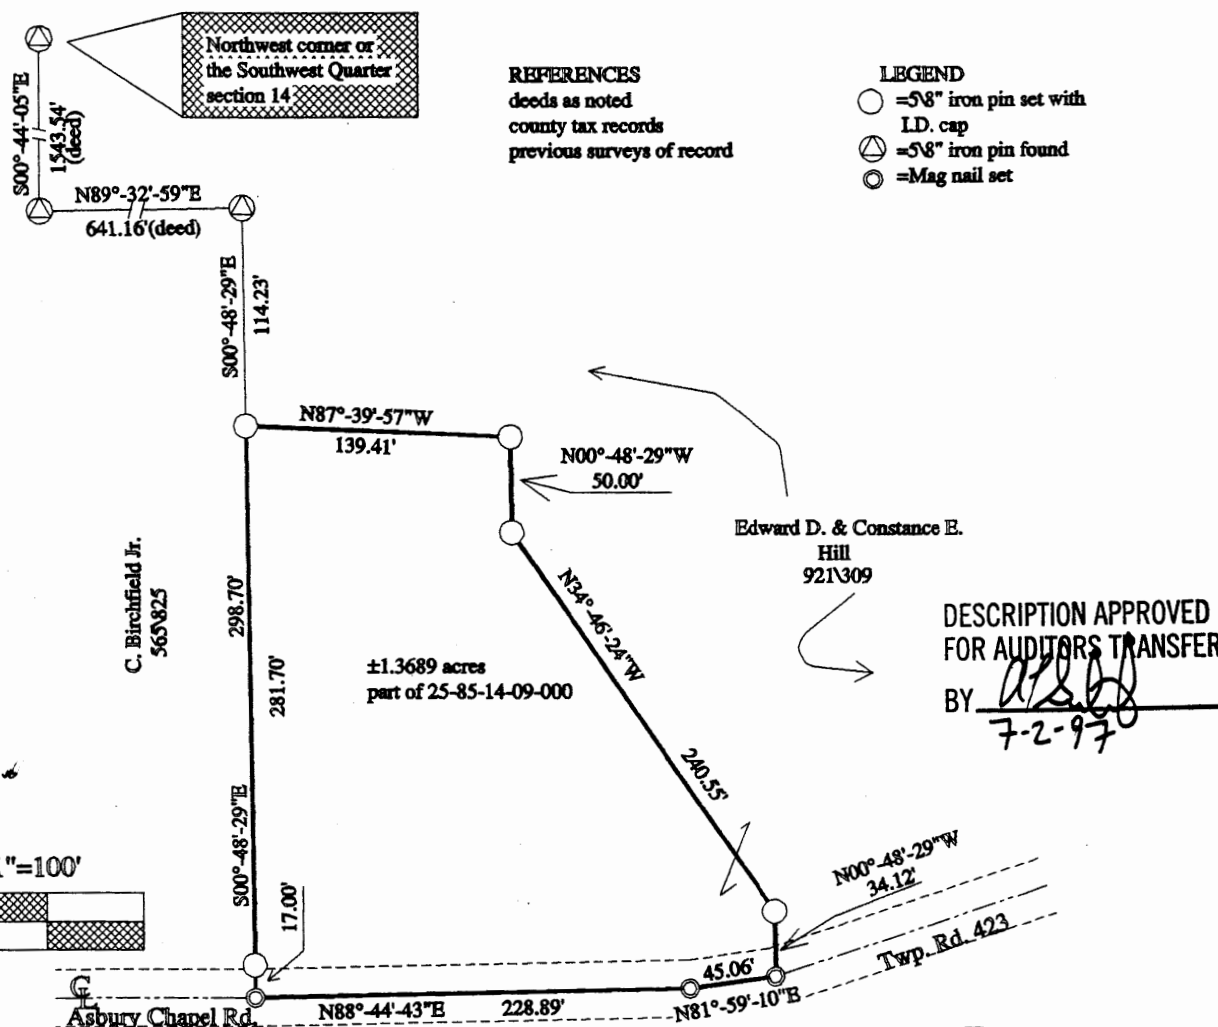 Northwest corner or
the Southwest Quarter
section 14
REFERENCES
deeds as noted
county tax records
previous surveys of record
LEGEND
=5\8" iron pin set with
I.D. cap
=5\8" iron pin found
=Mag nail set
S00°-44'-05"E
1543.54'
(deed)
N89°-32'-59"E
641.16'(deed)
S00°-48'-29"E
114.23'
N87°-39'-57"W
139.41'
N00°-48'-29"W
50.00'
Edward D. & Constance E.
Hill
921\309
C. Birchfield Jr.
565\825
298.70'
281.70'
S00°-48'-29"E
±1.3689 acres
part of 25-85-14-09-000
N34°-46'-24"W
240.55'
DESCRIPTION APPROVED
FOR AUDITORS TRANSFER
BY
7-2-97
1"=100'
17.00'
N00°-48'-29"W
34.12'
Twp. Rd. 423
45.06'
N81°-59'-10"E
CL
Asbury Chapel Rd.
N88°-44'-43"E
228.89'